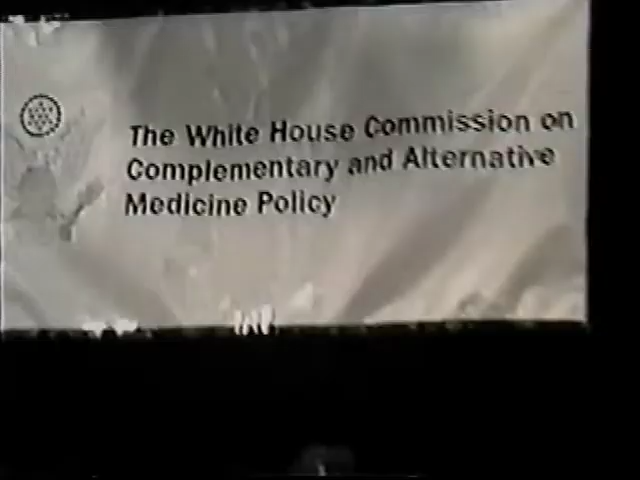 The White House Commission on
Complementary and Alternative
Medicine Policy